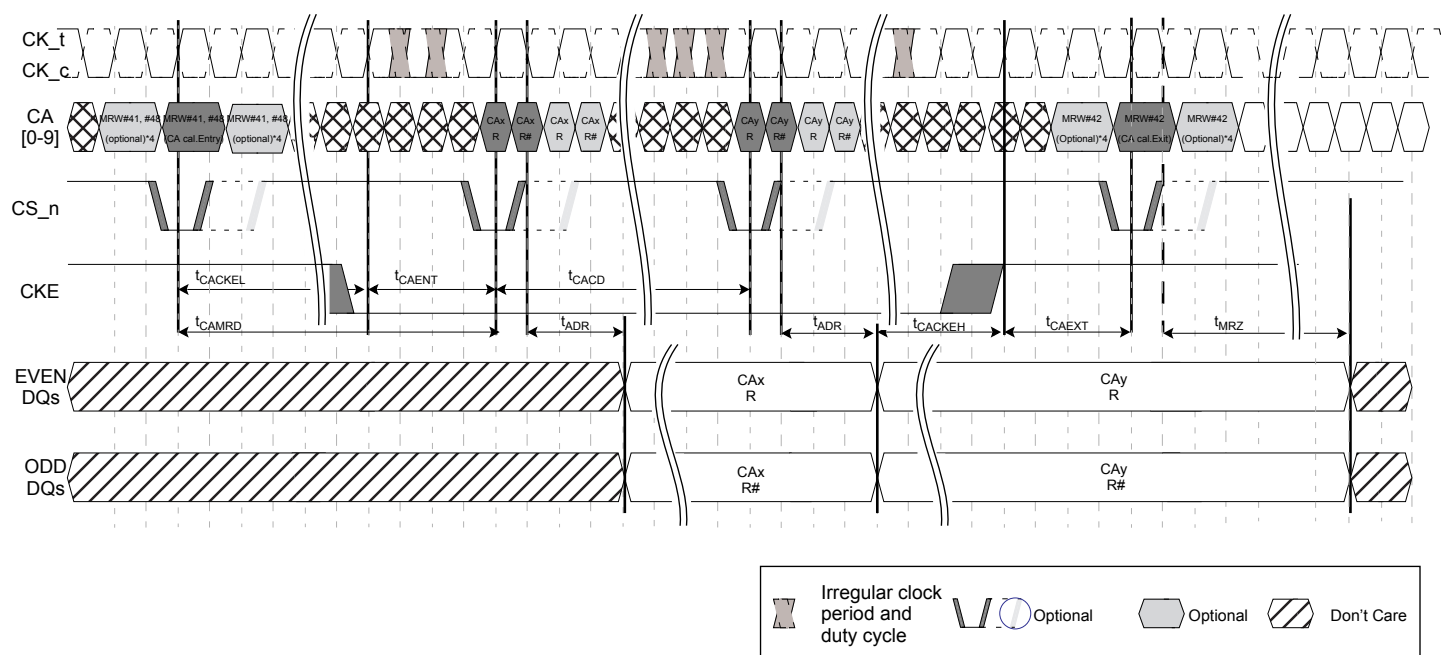 CK_t
CK_c
CA
[0-9]
MRW#41, #48
(optional)*4
MRW#41, #48
(CA cal.Entry)
MRW#41, #48
(optional)*4
CAx
R
CAx
R#
CAx
R
CAx
R#
CAy
R
CAy
R#
CAy
R
CAy
R#
MRW#42
(Optional)*4
MRW#42
(CA cal.Exit)
MRW#42
(Optional)*4
CS_n
CKE
tCACKEL
tCAENT
tCACD
tCAMRD
tADR
tADR
tCACKEH
tCAEXT
tMRZ
EVEN
DQs
CAx
R
CAy
R
ODD
DQs
CAx
R#
CAy
R#
Irregular clock
period and
duty cycle
Optional
Optional
Don't Care